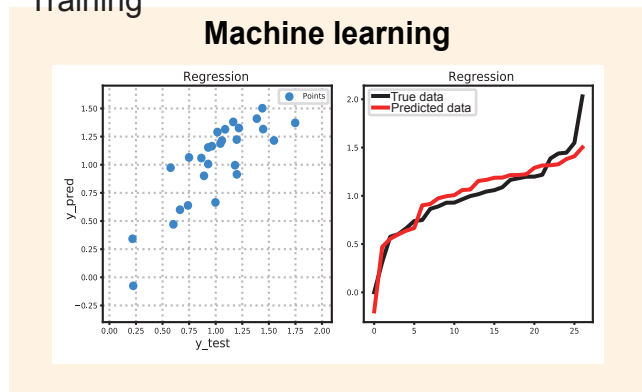 Training
Machine learning
Regression
Points
1.50
1.25
1.00
0.75
0.50
0.25
0.00
−0.25
y_pred
0.00 0.25 0.50 0.75 1.00 1.25 1.50 1.75 2.00
y_test
Regression
True data
Predicted data
2.0
1.5
1.0
0.5
0.0
0 5 10 15 20 25